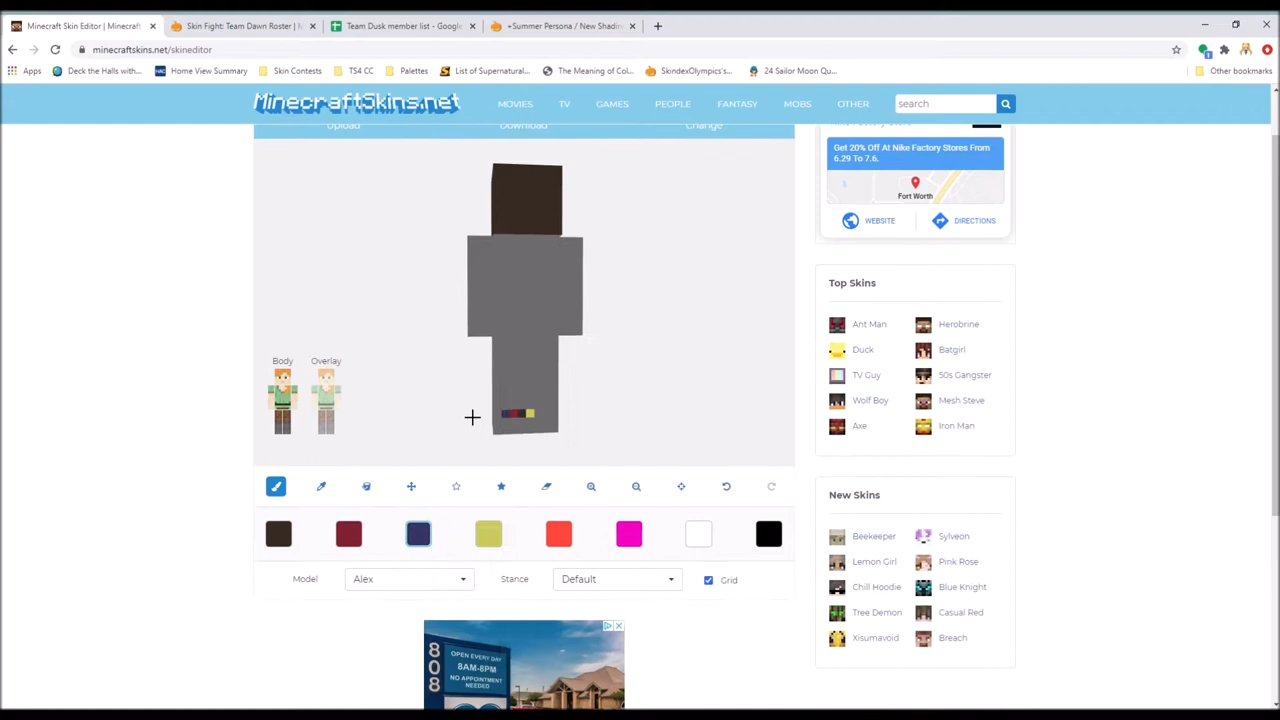 Minecraft Skin Editor | Minecraft
Skin Fight: Team Dawn Roster | M
Team Dusk member list - Google
+Summer Persona / New Shadin
minecraftskins.net/skineditor
Apps
Deck the Halls with...
Home View Summary
Skin Contests
TS4 CC
Palettes
List of Supernatural...
The Meaning of Col...
SkindexOlympics's...
24 Sailor Moon Qu...
Other bookmarks
MinecraftSkins.net
MOVIES
TV
GAMES
PEOPLE
FANTASY
MOBS
OTHER
search
Upload
Download
Change
Get 20% Off At Nike Factory Stores From
6.29 To 7.6.
Fort Worth
WEBSITE
DIRECTIONS
Top Skins
Ant Man
Herobrine
Duck
Batgirl
TV Guy
50s Gangster
Wolf Boy
Mesh Steve
Axe
Iron Man
Body
Overlay
New Skins
Beekeeper
Sylveon
Lemon Girl
Pink Rose
Chill Hoodie
Blue Knight
Tree Demon
Casual Red
Xisumavoid
Breach
Model
Alex
Stance
Default
Grid
808
OPEN EVERY DAY
8AM-8PM
NO APPOINTMENT
NEEDED